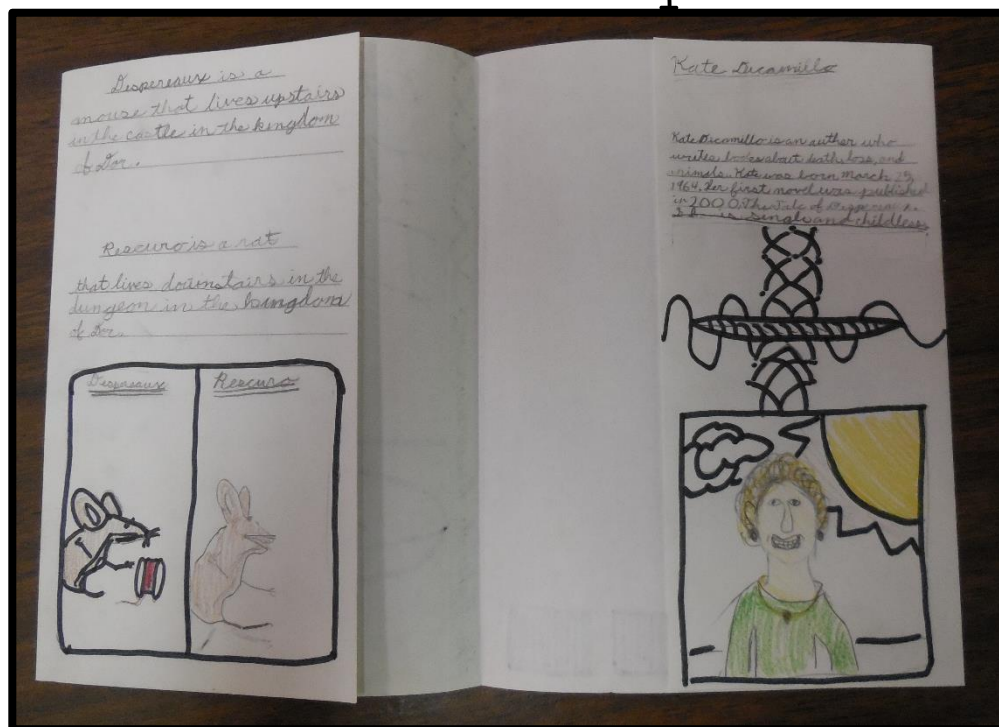 Despereaux is a
mouse that lives upstairs
in the castle in the kingdom
of Dor.
Roscuro is a rat
that lives downstairs in the
dungeon in the kingdom
of Dor.
Despereaux
Roscuro
Kate Dicamillo
Kate Dicamillo is an auther who
writes books about death, loss, and
animals. Kate was born March 25,
1964. Her first novel was published
in 2000. The Tale of Despereaux.
is single and childless